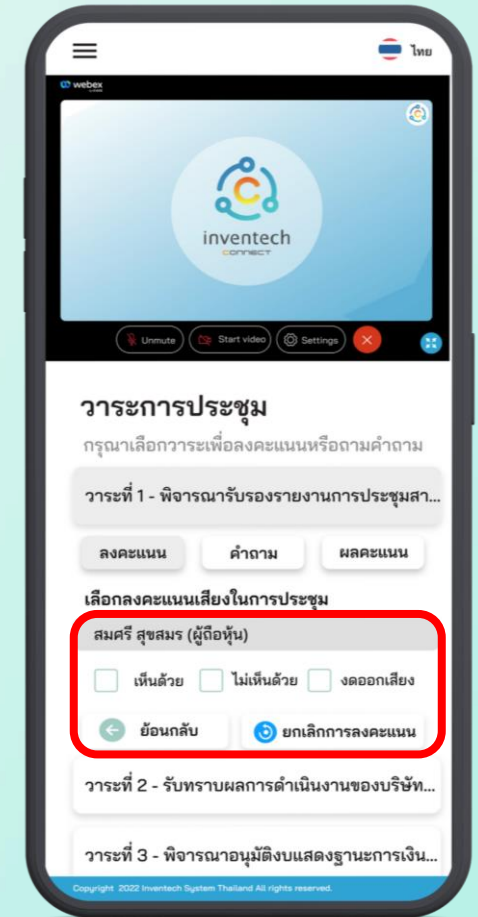 ไทย
webex
inventech
CONNECT
Unmute Start video Settings
วาระการประชุม
กรุณาเลือกวาระเพื่อลงคะแนนหรือถามคำถาม
วาระที่ 1 - พิจารณารับรองรายงานการประชุมสา...
ลงคะแนน คำถาม ผลคะแนน
เลือกลงคะแนนเสียงในการประชุม
สมศรี สุขสมร (ผู้ถือหุ้น)
เห็นด้วย ไม่เห็นด้วย งดออกเสียง
ย้อนกลับ ยกเลิกการลงคะแนน
วาระที่ 2 - รับทราบผลการดำเนินงานของบริษัท...
วาระที่ 3 - พิจารณาอนุมัติงบแสดงฐานะการเงิน...
Copyright 2022 Inventech System Thailand All rights reserved.